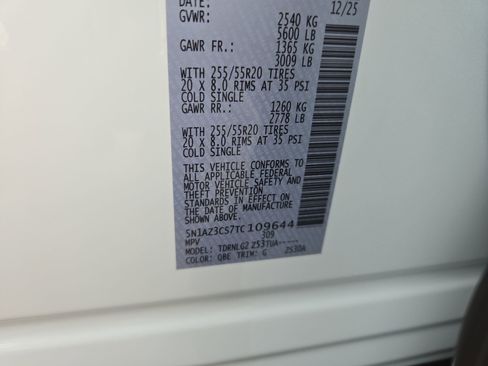 DATE: 12/25
GVWR: 2540 KG
5600 LB
GAWR FR.: 1365 KG
3009 LB
WITH 255/55R20 TIRES
20 X 8.0 RIMS AT 35 PSI
COLD SINGLE
GAWR RR.: 1260 KG
2778 LB
WITH 255/55R20 TIRES
20 X 8.0 RIMS AT 35 PSI
COLD SINGLE
THIS VEHICLE CONFORMS TO
ALL APPLICABLE FEDERAL
MOTOR VEHICLE SAFETY AND
THEFT PREVENTION
STANDARDS IN EFFECT ON
THE DATE OF MANUFACTURE
SHOWN ABOVE.
5N1AZ3CS7TC109644
MPV 309
MODEL: TDRNLG2 Z53TUA-----
COLOR: QBE TRIM: G Z530A